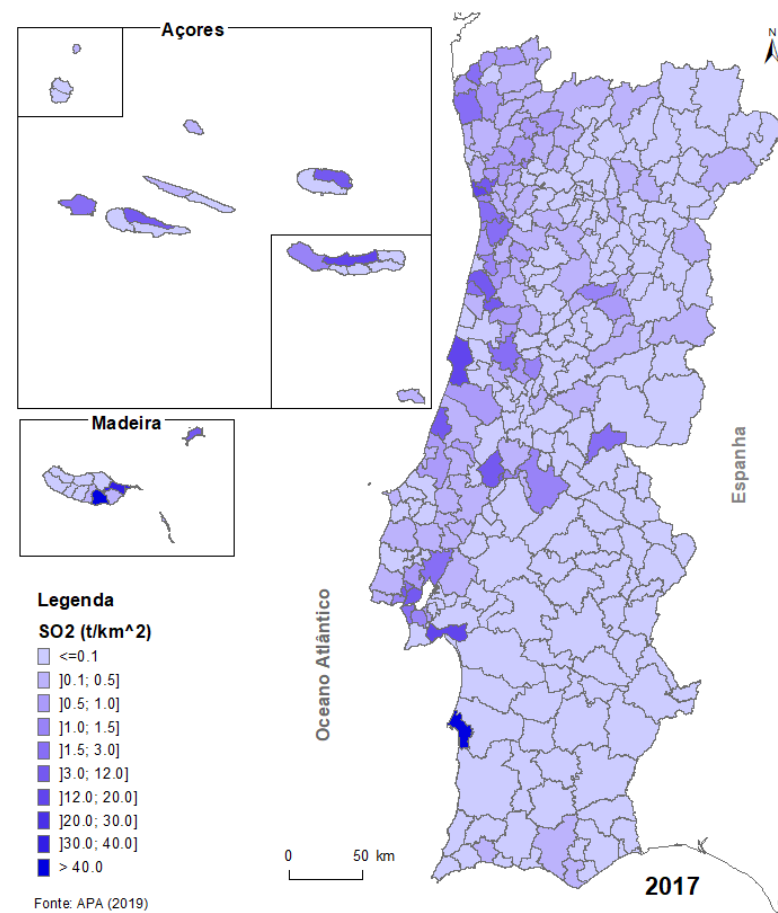 Açores
N
Madeira
Espanha
Oceano Atlântico
Legenda
SO2 (t/km^2)
<=0.1
]0.1; 0.5]
]0.5; 1.0]
]1.0; 1.5]
]1.5; 3.0]
]3.0; 12.0]
]12.0; 20.0]
]20.0; 30.0]
]30.0; 40.0]
> 40.0
0 50 km
2017
Fonte: APA (2019)